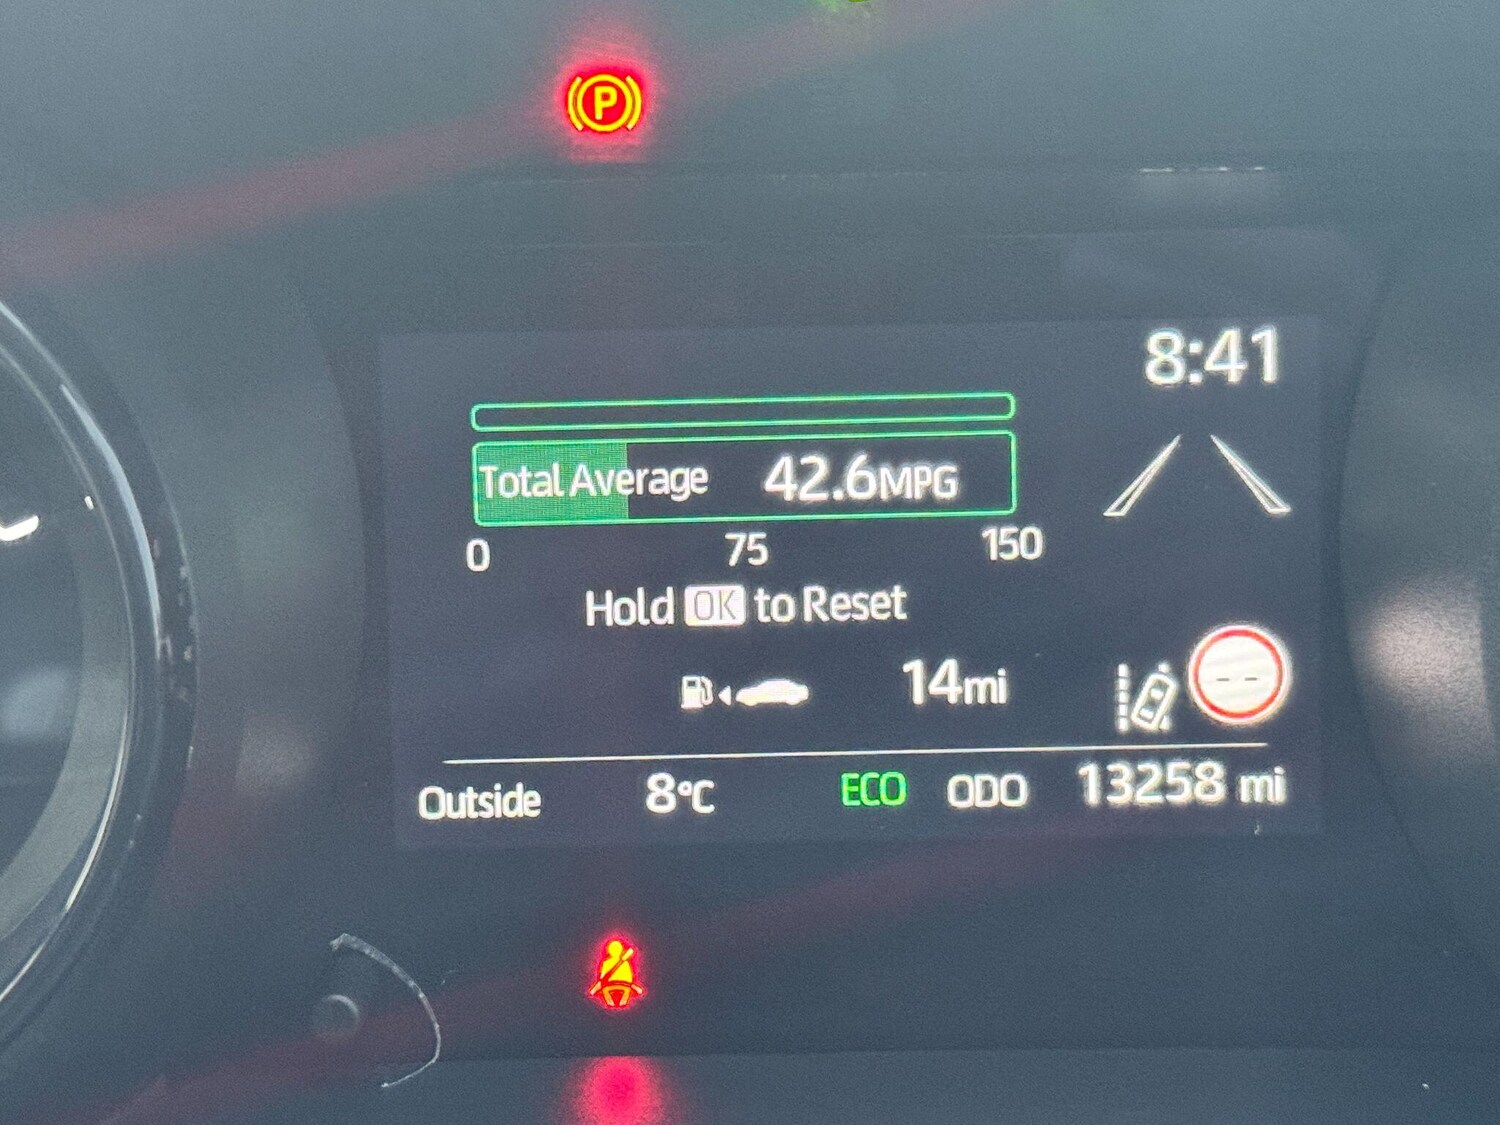 P
8:41
Total Average 42.6MPG
0 75 150
Hold OK to Reset
14mi
--
Outside 8°C ECO ODO 13258 mi